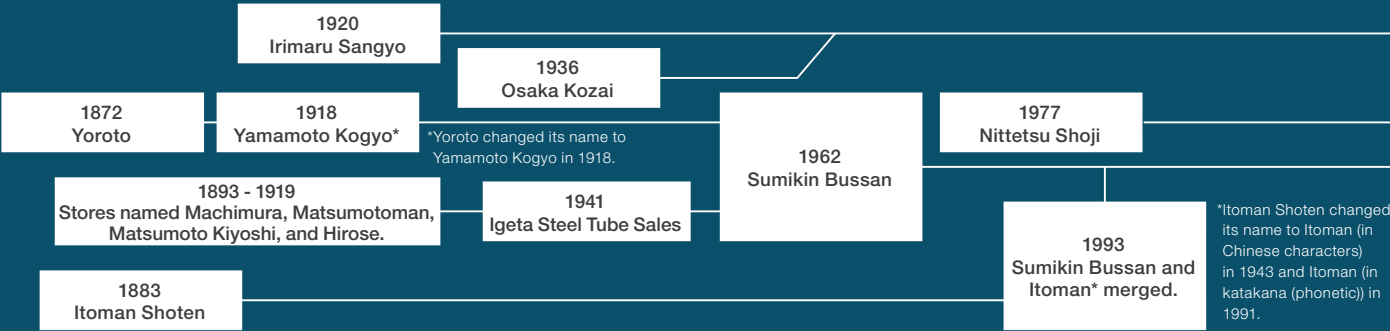 1920
Irimaru Sangyo
1936
Osaka Kozai
1872
Yoroto
1918
Yamamoto Kogyo*
*Yoroto changed its name to
Yamamoto Kogyo in 1918.
1962
Sumikin Bussan
1977
Nittetsu Shoji
1893 - 1919
Stores named Machimura, Matsumotoman,
Matsumoto Kiyoshi, and Hirose.
1941
Igeta Steel Tube Sales
1993
Sumikin Bussan and
Itoman* merged.
*Itoman Shoten changed
its name to Itoman (in
Chinese characters)
in 1943 and Itoman (in
katakana (phonetic)) in
1991.
1883
Itoman Shoten